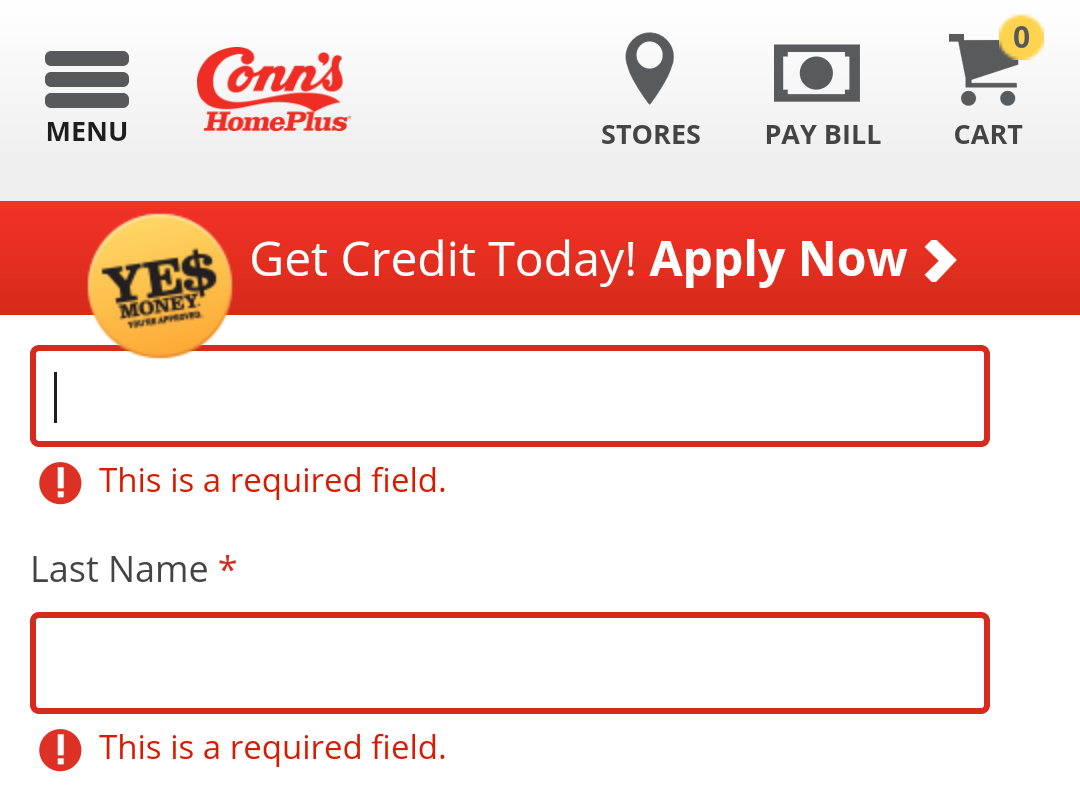 MENU
Conn's
HomePlus
STORES
PAY BILL
0
CART
YE$
MONEY
YOU'RE APPROVED.
Get Credit Today! Apply Now
This is a required field.
Last Name *
This is a required field.